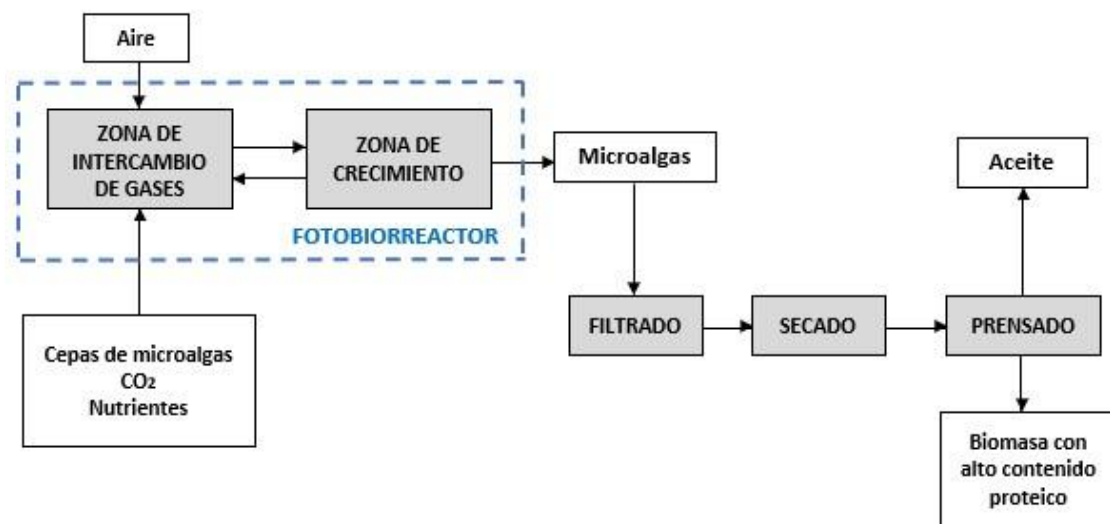 Aire
ZONA DE
INTERCAMBIO
DE GASES
ZONA DE
CRECIMIENTO
FOTOBIORREACTOR
Microalgas
Aceite
Cepas de microalgas
CO₂
Nutrientes
FILTRADO
SECADO
PRENSADO
Biomasa con
alto contenido
proteico